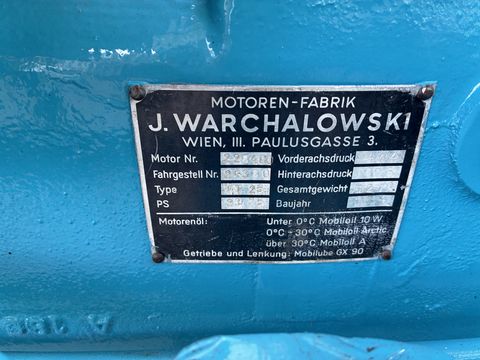 MOTOREN-FABRIK
J. WARCHALOWSKI
WIEN, III. PAULUSGASSE 3.
Motor Nr. Vorderachsdruck
Fahrgestell Nr. Hinterachsdruck
Type Gesamtgewicht
PS Baujahr
Motorenöl: Unter 0°C Mobiloil 10 W
0°C - 30°C Mobiloil Arctic
über 30°C Mobiloil A
Getriebe und Lenkung: Mobilube GX 90